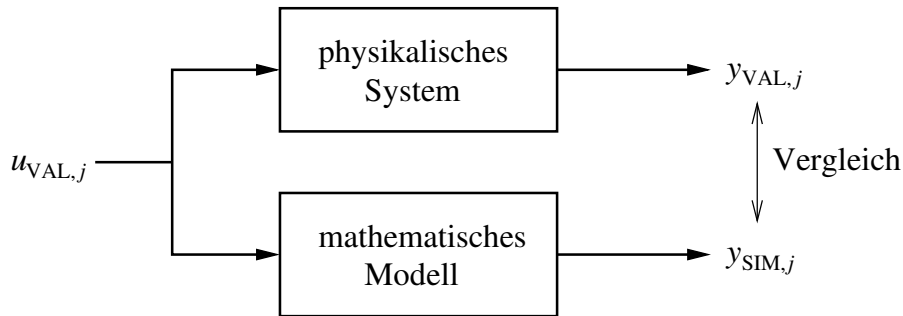 physikalisches
System
y_VAL,j
u_VAL,j
Vergleich
mathematisches
Modell
y_SIM,j